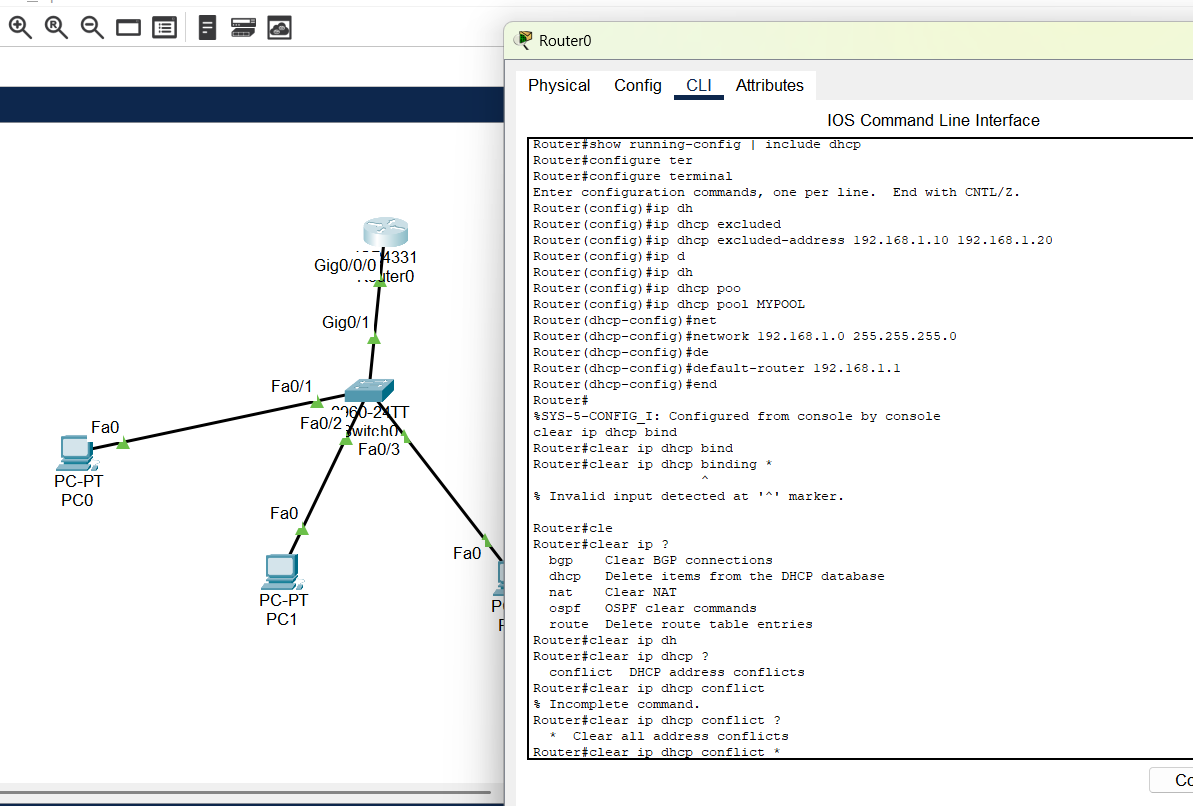 Router0
Physical Config CLI Attributes
IOS Command Line Interface
Router#show running-config | include dhcp
Router#configure ter
Router#configure terminal
Enter configuration commands, one per line.  End with CNTL/Z.
Router(config)#ip dh
Router(config)#ip dhcp excluded
Router(config)#ip dhcp excluded-address 192.168.1.10 192.168.1.20
Router(config)#ip d
Router(config)#ip dh
Router(config)#ip dhcp poo
Router(config)#ip dhcp pool MYPOOL
Router(dhcp-config)#net
Router(dhcp-config)#network 192.168.1.0 255.255.255.0
Router(dhcp-config)#de
Router(dhcp-config)#default-router 192.168.1.1
Router(dhcp-config)#end
Router#
%SYS-5-CONFIG_I: Configured from console by console
clear ip dhcp bind
Router#clear ip dhcp bind
Router#clear ip dhcp binding *
^
% Invalid input detected at '^' marker.
Router#cle
Router#clear ip ?
bgp    Clear BGP connections
dhcp   Delete items from the DHCP database
nat    Clear NAT
ospf   OSPF clear commands
route  Delete route table entries
Router#clear ip dh
Router#clear ip dhcp ?
conflict  DHCP address conflicts
Router#clear ip dhcp conflict
% Incomplete command.
Router#clear ip dhcp conflict ?
*  Clear all address conflicts
Router#clear ip dhcp conflict *
Co
4331
Gig0/0/0
uter0
Gig0/1
Fa0/1
960-24TT
Fa0/2
witch0
Fa0/3
Fa0
PC-PT
PC0
Fa0
PC-PT
PC1
Fa0